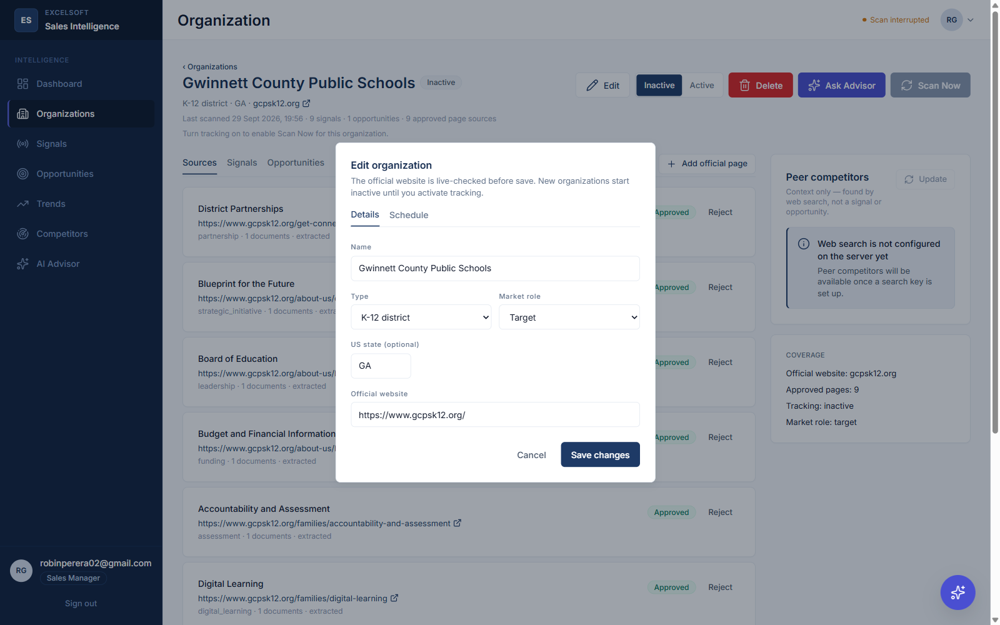 ES
EXCELSOFT
Sales Intelligence
INTELLIGENCE
Dashboard
Organizations
Signals
Opportunities
Trends
Competitors
AI Advisor
RG
robinperera02@gmail.com
Sales Manager
Sign out
Organization
Scan interrupted
RG
‹ Organizations
Gwinnett County Public Schools
Inactive
K-12 district · GA · gcpsk12.org
Last scanned 29 Sept 2026, 19:56 · 9 signals · 1 opportunities · 9 approved page sources
Turn tracking on to enable Scan Now for this organization.
Edit
Inactive
Active
Delete
Ask Advisor
Scan Now
Sources
Signals
Opportunities
Add official page
District Partnerships
https://www.gcpsk12.org/get-conne
partnership · 1 documents · extracted
Approved
Reject
Blueprint for the Future
https://www.gcpsk12.org/about-us/
strategic_initiative · 1 documents · extra
Approved
Reject
Board of Education
https://www.gcpsk12.org/about-us/
leadership · 1 documents · extracted
Approved
Reject
Budget and Financial Information
https://www.gcpsk12.org/about-us/
funding · 1 documents · extracted
Approved
Reject
Accountability and Assessment
https://www.gcpsk12.org/families/accountability-and-assessment
assessment · 1 documents · extracted
Approved
Reject
Digital Learning
https://www.gcpsk12.org/families/digital-learning
digital_learning · 1 documents · extracted
Approved
Reject
Edit organization
The official website is live-checked before save. New organizations start
inactive until you activate tracking.
Details
Schedule
Name
Gwinnett County Public Schools
Type
Market role
K-12 district
Target
US state (optional)
GA
Official website
https://www.gcpsk12.org/
Cancel
Save changes
Peer competitors
Update
Context only — found by
web search, not a signal or
opportunity.
Web search is not configured
on the server yet
Peer competitors will be
available once a search key is
set up.
COVERAGE
Official website: gcpsk12.org
Approved pages: 9
Tracking: inactive
Market role: target